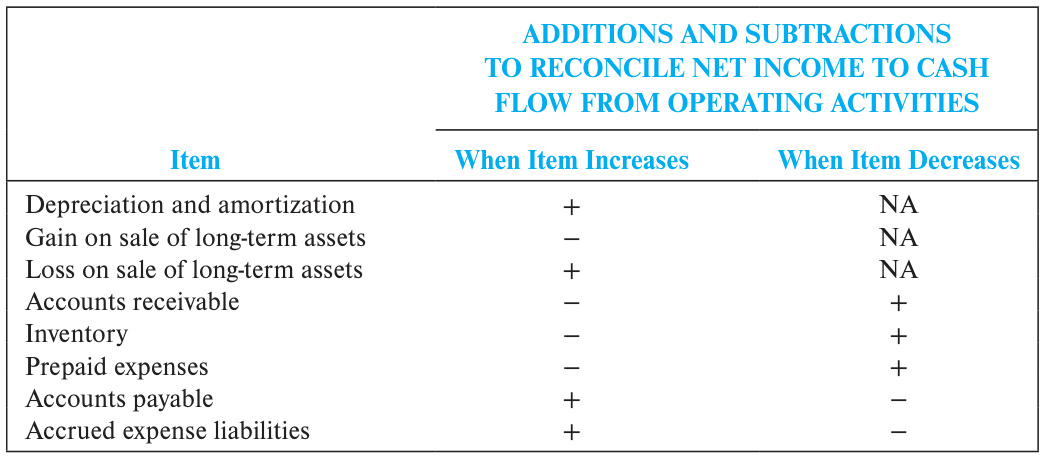 ADDITIONS AND SUBTRACTIONS
TO RECONCILE NET INCOME TO CASH
FLOW FROM OPERATING ACTIVITIES
Item When Item Increases When Item Decreases
Depreciation and amortization + NA
Gain on sale of long-term assets − NA
Loss on sale of long-term assets + NA
Accounts receivable − +
Inventory − +
Prepaid expenses − +
Accounts payable + −
Accrued expense liabilities + −